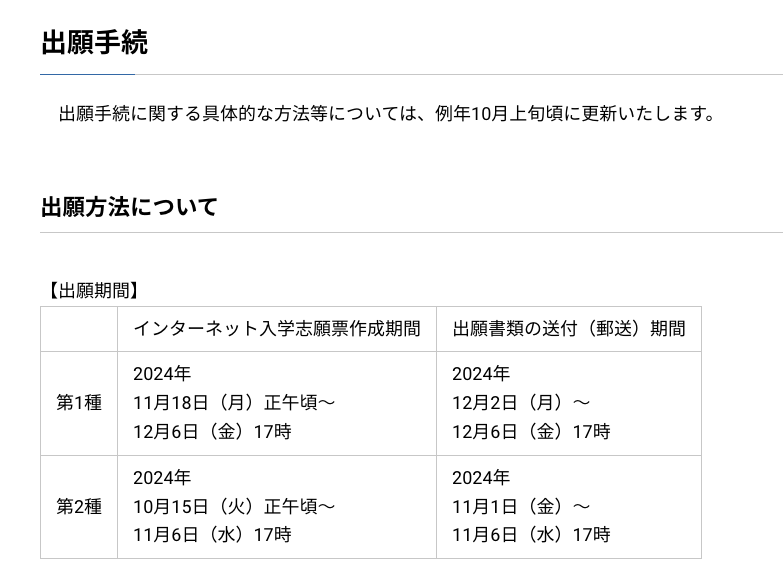 出願手続
出願手続に関する具体的な方法等については、例年10月上旬頃に更新いたします。
出願方法について
【出願期間】
インターネット入学志願票作成期間 出願書類の送付（郵送）期間
第1種
2024年
11月18日（月）正午頃～
12月6日（金）17時
2024年
12月2日（月）～
12月6日（金）17時
第2種
2024年
10月15日（火）正午頃～
11月6日（水）17時
2024年
11月1日（金）～
11月6日（水）17時